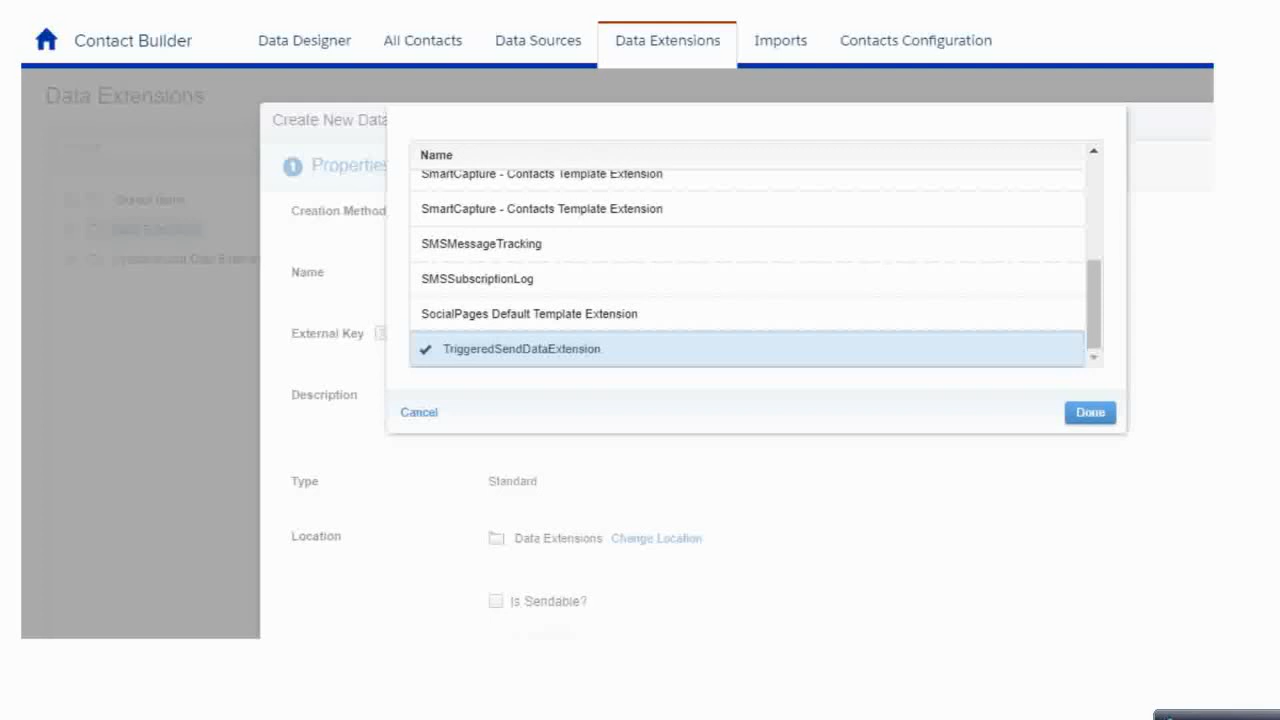 Contact Builder Data Designer All Contacts Data Sources Data Extensions Imports Contacts Configuration
Data Extensions
Create New Data
1 Properties
Creation Method
Name
External Key
Description
Name
SmartCapture - Contacts Template Extension
SmartCapture - Contacts Template Extension
SMSMessageTracking
SMSSubscriptionLog
SocialPages Default Template Extension
TriggeredSendDataExtension
Cancel Done
Type Standard
Location Data Extensions Change Location
Is Sendable?